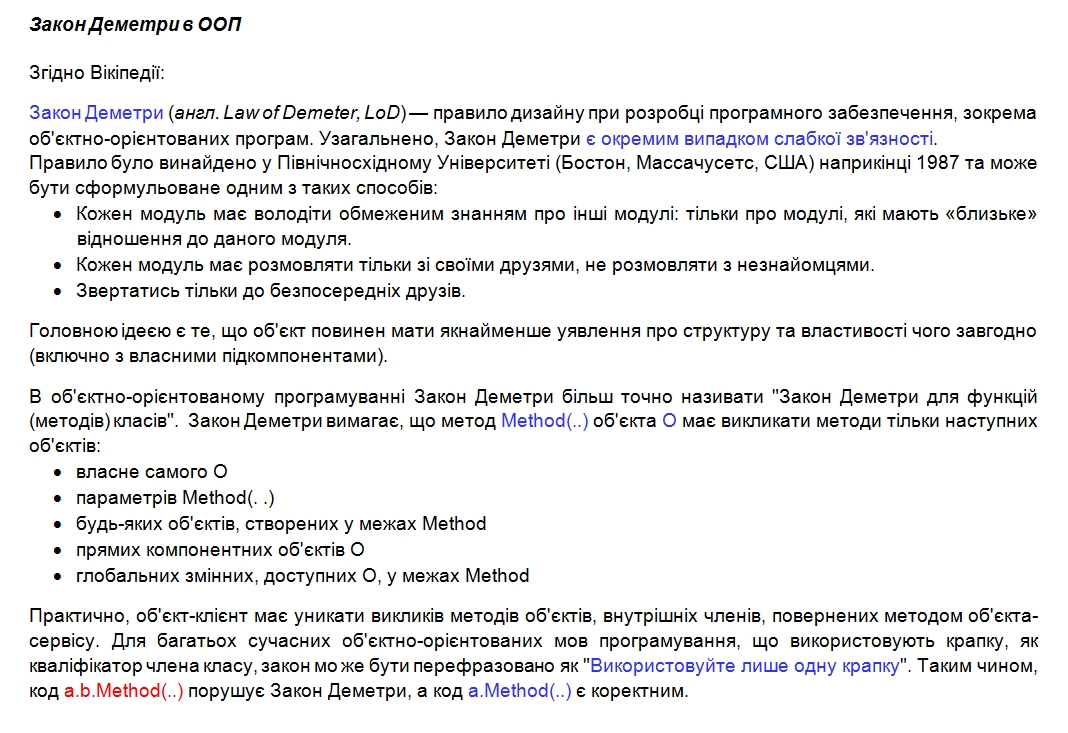 Закон Деметри в ООП
Згідно Вікіпедії:
Закон Деметри (англ. Law of Demeter, LoD) — правило дизайну при розробці програмного забезпечення, зокрема
об'єктно-орієнтованих програм. Узагальнено, Закон Деметри є окремим випадком слабкої зв'язності.
Правило було винайдено у Північносхідному Університеті (Бостон, Массачусетс, США) наприкінці 1987 та може
бути сформульоване одним з таких способів:
• Кожен модуль має володіти обмеженим знанням про інші модулі: тільки про модулі, які мають «близьке»
відношення до даного модуля.
• Кожен модуль має розмовляти тільки зі своїми друзями, не розмовляти з незнайомцями.
• Звертатись тільки до безпосередніх друзів.
Головною ідеєю є те, що об'єкт повинен мати якнайменше уявлення про структуру та властивості чого завгодно
(включно з власними підкомпонентами).
В об'єктно-орієнтованому програмуванні Закон Деметри більш точно називати "Закон Деметри для функцій
(методів) класів". Закон Деметри вимагає, що метод Method(..) об'єкта О має викликати методи тільки наступних
об'єктів:
• власне самого О
• параметрів Method(. .)
• будь-яких об'єктів, створених у межах Method
• прямих компонентних об'єктів О
• глобальних змінних, доступних О, у межах Method
Практично, об'єкт-клієнт має уникати викликів методів об'єктів, внутрішніх членів, повернених методом об'єкта-
сервісу. Для багатьох сучасних об'єктно-орієнтованих мов програмування, що використовують крапку, як
кваліфікатор члена класу, закон мо же бути перефразовано як "Використовуйте лише одну крапку". Таким чином,
код a.b.Method(..) порушує Закон Деметри, а код a.Method(..) є коректним.